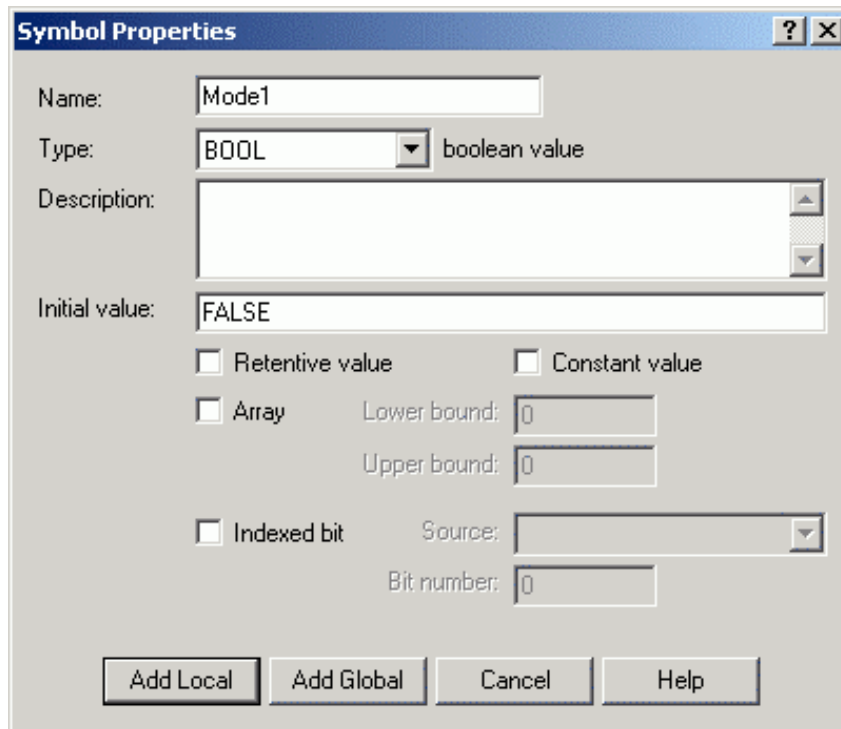 Symbol Properties
Name: Mode1
Type: BOOL boolean value
Description:
Initial value: FALSE
Retentive value Constant value
Array Lower bound: 0
Upper bound: 0
Indexed bit Source:
Bit number: 0
Add Local Add Global Cancel Help